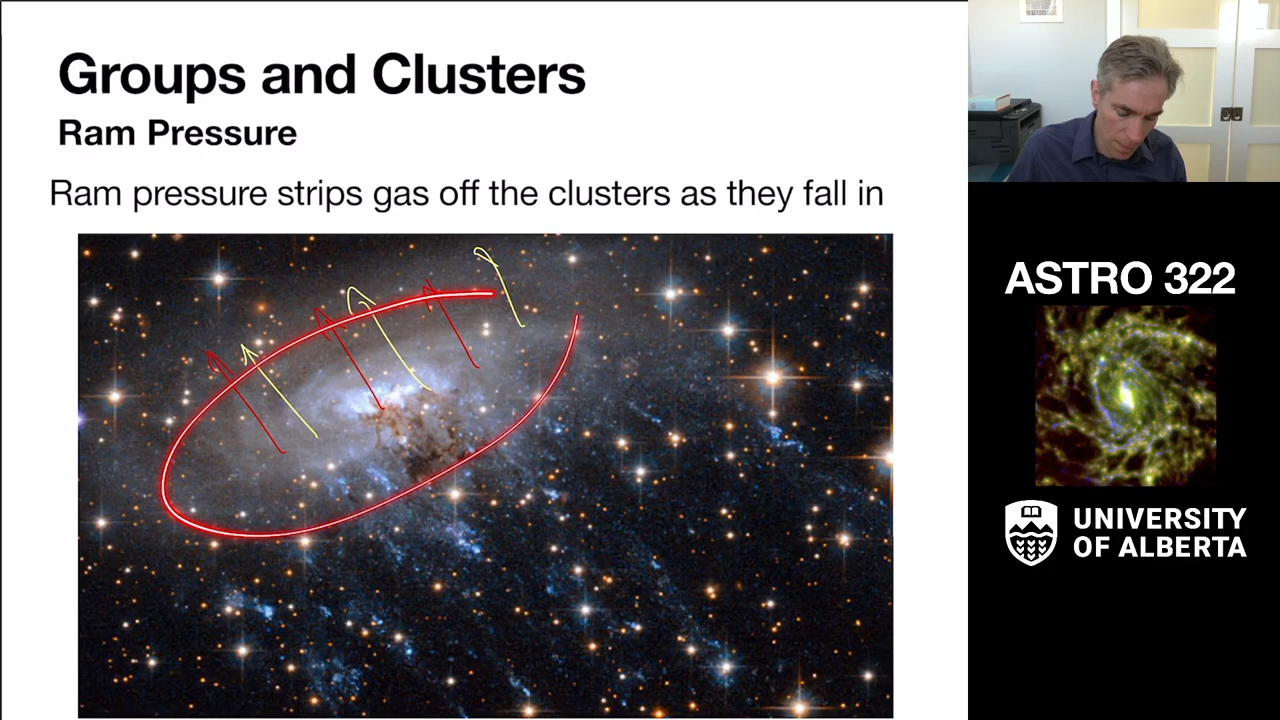 Groups and Clusters
Ram Pressure
Ram pressure strips gas off the clusters as they fall in
ASTRO 322
UNIVERSITY
OF ALBERTA